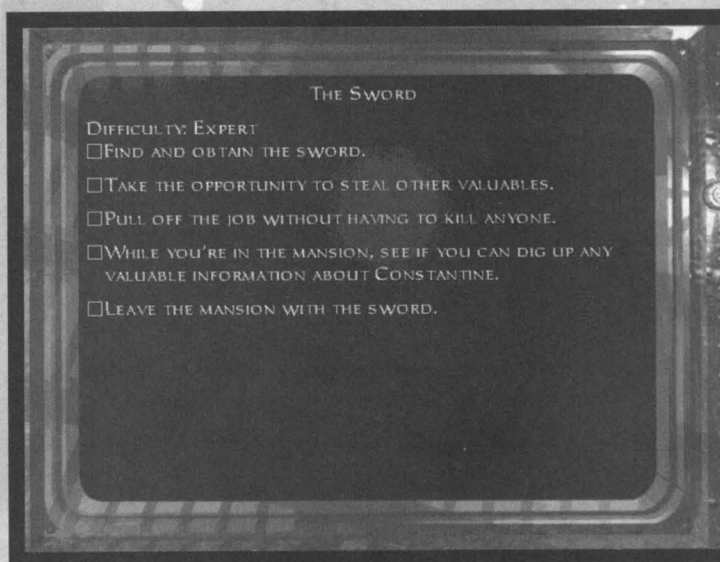 The Sword
Difficulty: Expert
☐Find and obtain the sword.
☐Take the opportunity to steal other valuables.
☐Pull off the job without having to kill anyone.
☐While you're in the mansion, see if you can dig up any
valuable information about Constantine.
☐Leave the mansion with the sword.